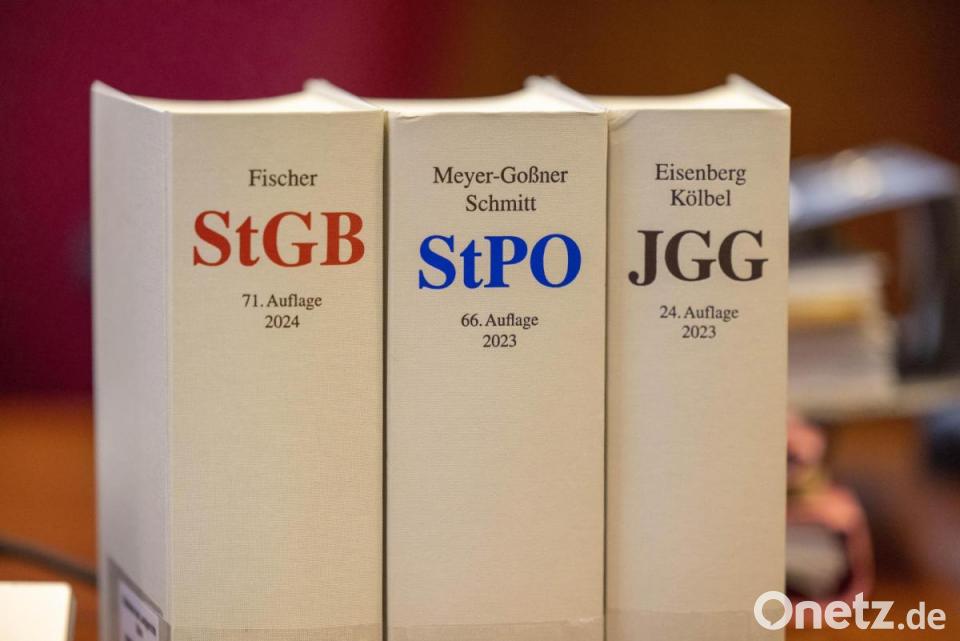 Fischer
StGB
71. Auflage
2024
Meyer-Goßner
Schmitt
StPO
66. Auflage
2023
Eisenberg
Kölbel
JGG
24. Auflage
2023
Onetz.de